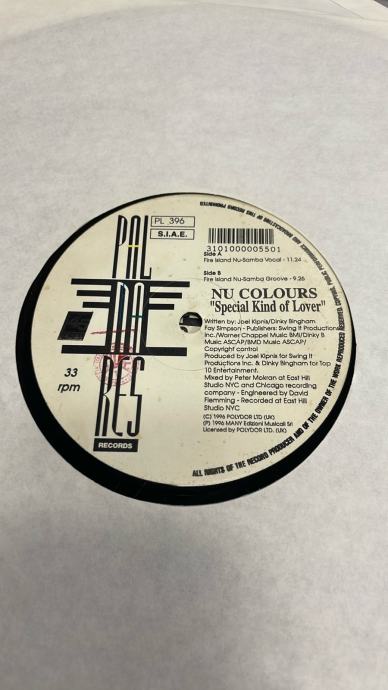 PL 396
S.I.A.E.
3101000005501
Side A
Fire Island Nu-Samba Vocal - 11.24
Side B
Fire Island Nu-Samba Groove - 9.26
NU COLOURS
"Special Kind of Lover"
Written by: Joel Kipnis/Dinky Bingham
Fay Simpson - Publishers: Swing It Productions
Inc./Warner Chappel Music BMI/Dinky B.
Music ASCAP/BMD Music ASCAP/
Copyright control
Produced by Joel Kipnis for Swing It
Productions Inc. & Dinky Bingham for Top
10 Entertainment.
Mixed by Peter Mokran at East Hill
Studio NYC and Chicago recording
company - Engineered by David
Flemming - Recorded at East Hill
Studio NYC
(C) 1996 POLYDOR LTD (UK)
(P) 1996 MANY Edizioni Musicali Srl
Licensed by POLYDOR LTD. (UK)
PAL
DA
RES
RECORDS
33
rpm
ALL RIGHTS OF THE RECORD PRODUCER AND OF THE OWNER OF THE WORK REPRODUCED RESERVED